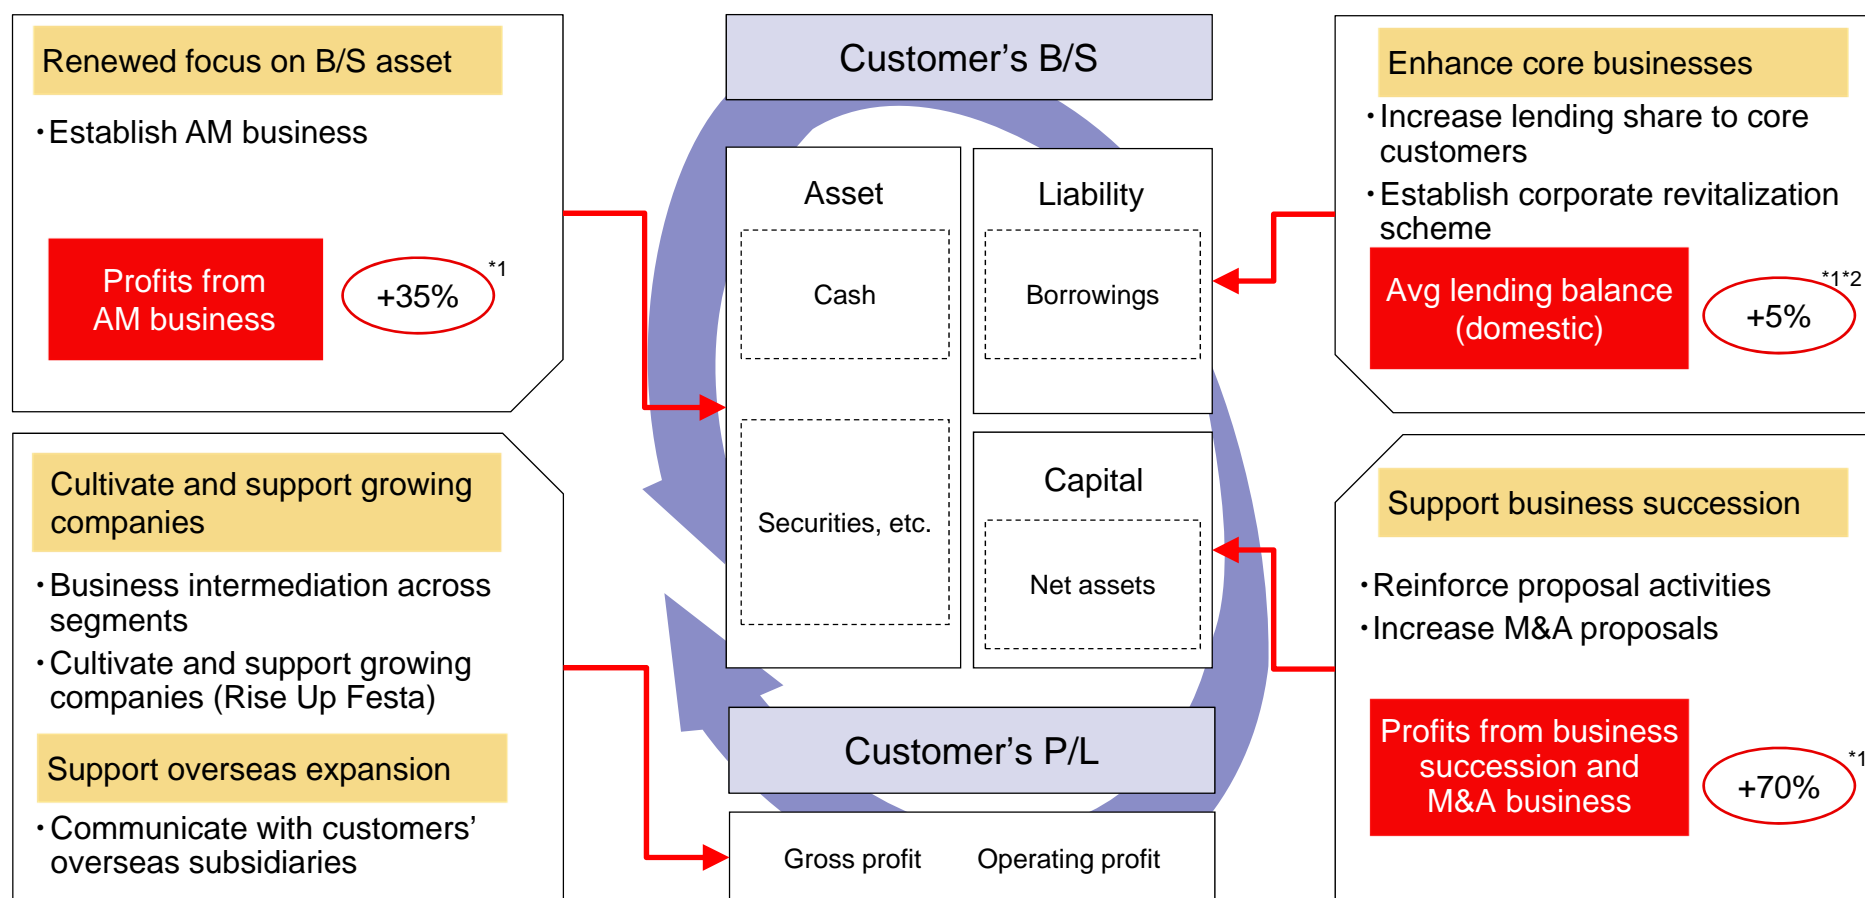 Renewed focus on B/S asset
・Establish AM business
Profits from
AM business
+35%
*1
Cultivate and support growing
companies
・Business intermediation across
segments
・Cultivate and support growing
companies (Rise Up Festa)
Support overseas expansion
・Communicate with customers’
overseas subsidiaries
Customer’s B/S
Asset
Cash
Securities, etc.
Liability
Borrowings
Capital
Net assets
Customer’s P/L
Gross profit
Operating profit
Enhance core businesses
・Increase lending share to core
customers
・Establish corporate revitalization
scheme
Avg lending balance
(domestic)
+5%
*1*2
Support business succession
・Reinforce proposal activities
・Increase M&A proposals
Profits from business
succession and
M&A business
+70%
*1